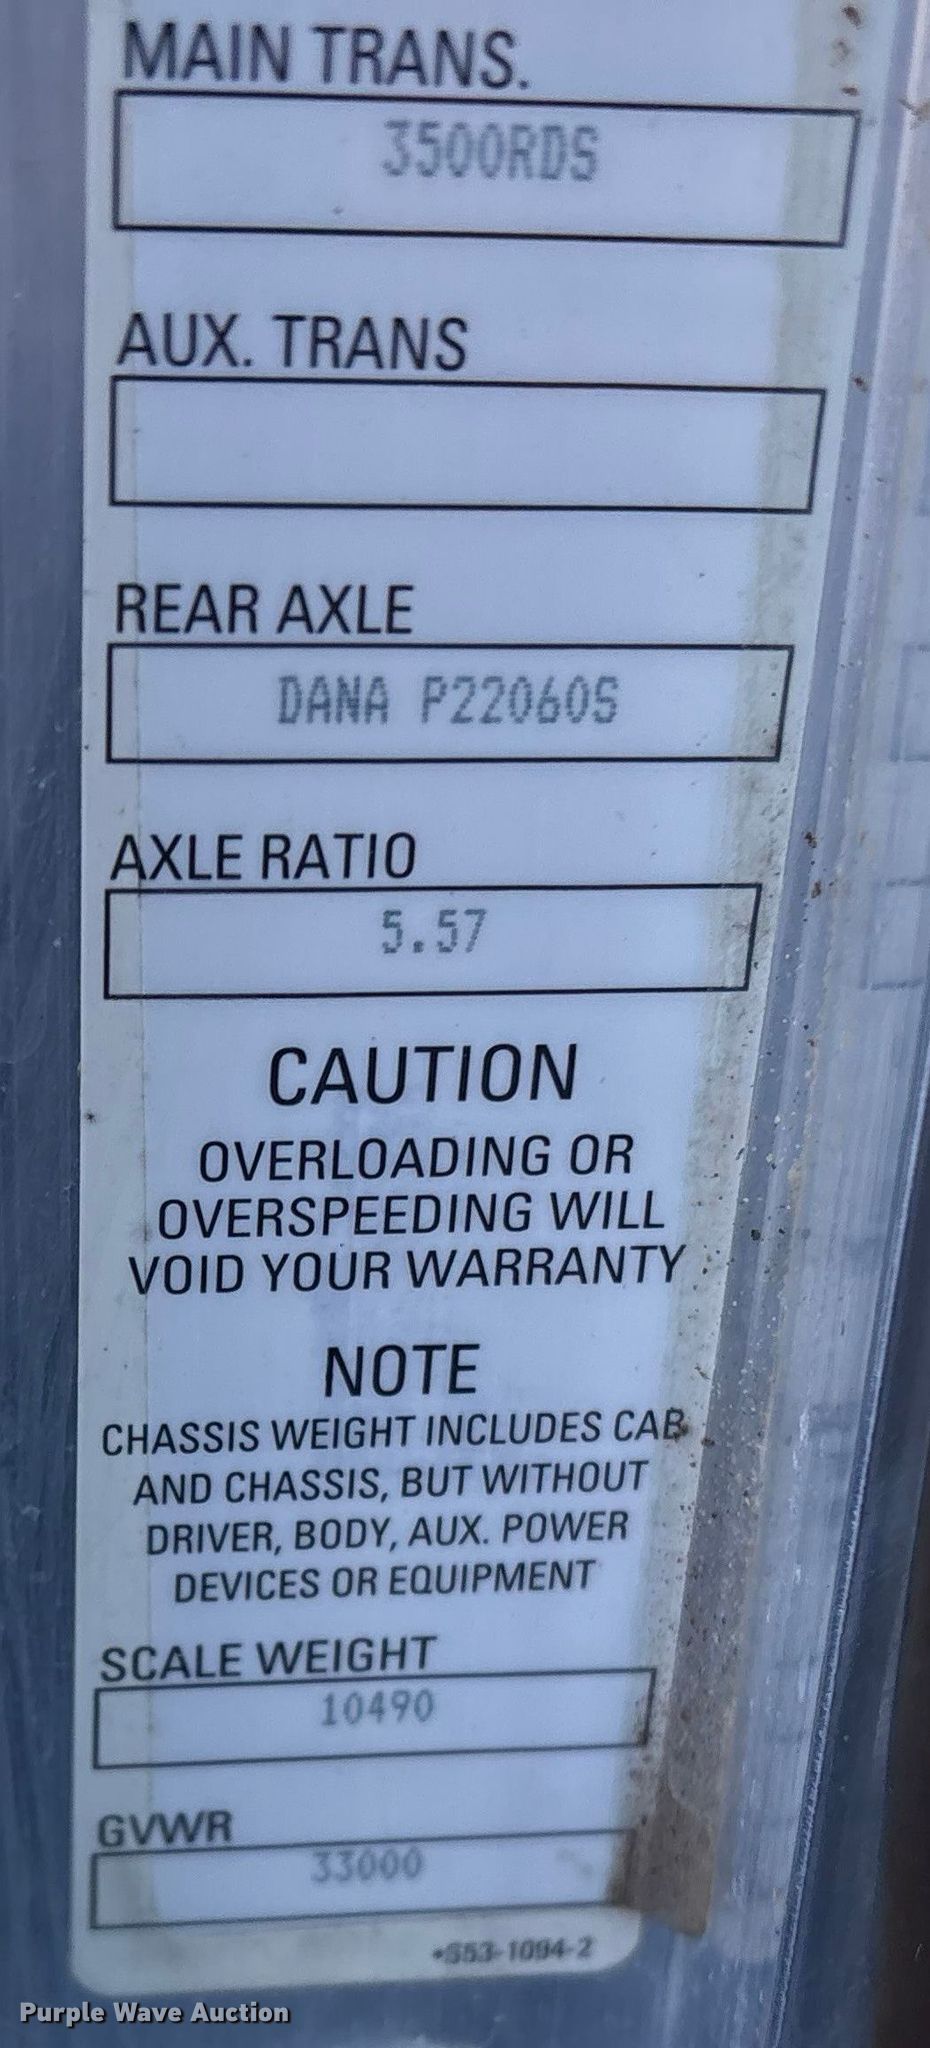 MAIN TRANS.
3500RDS
AUX. TRANS
REAR AXLE
DANA P22060S
AXLE RATIO
5.57
CAUTION
OVERLOADING OR
OVERSPEEDING WILL
VOID YOUR WARRANTY
NOTE
CHASSIS WEIGHT INCLUDES CAB
AND CHASSIS, BUT WITHOUT
DRIVER, BODY, AUX. POWER
DEVICES OR EQUIPMENT
SCALE WEIGHT
10490
GVWR
33000
•S53-1094-2
Purple Wave Auction